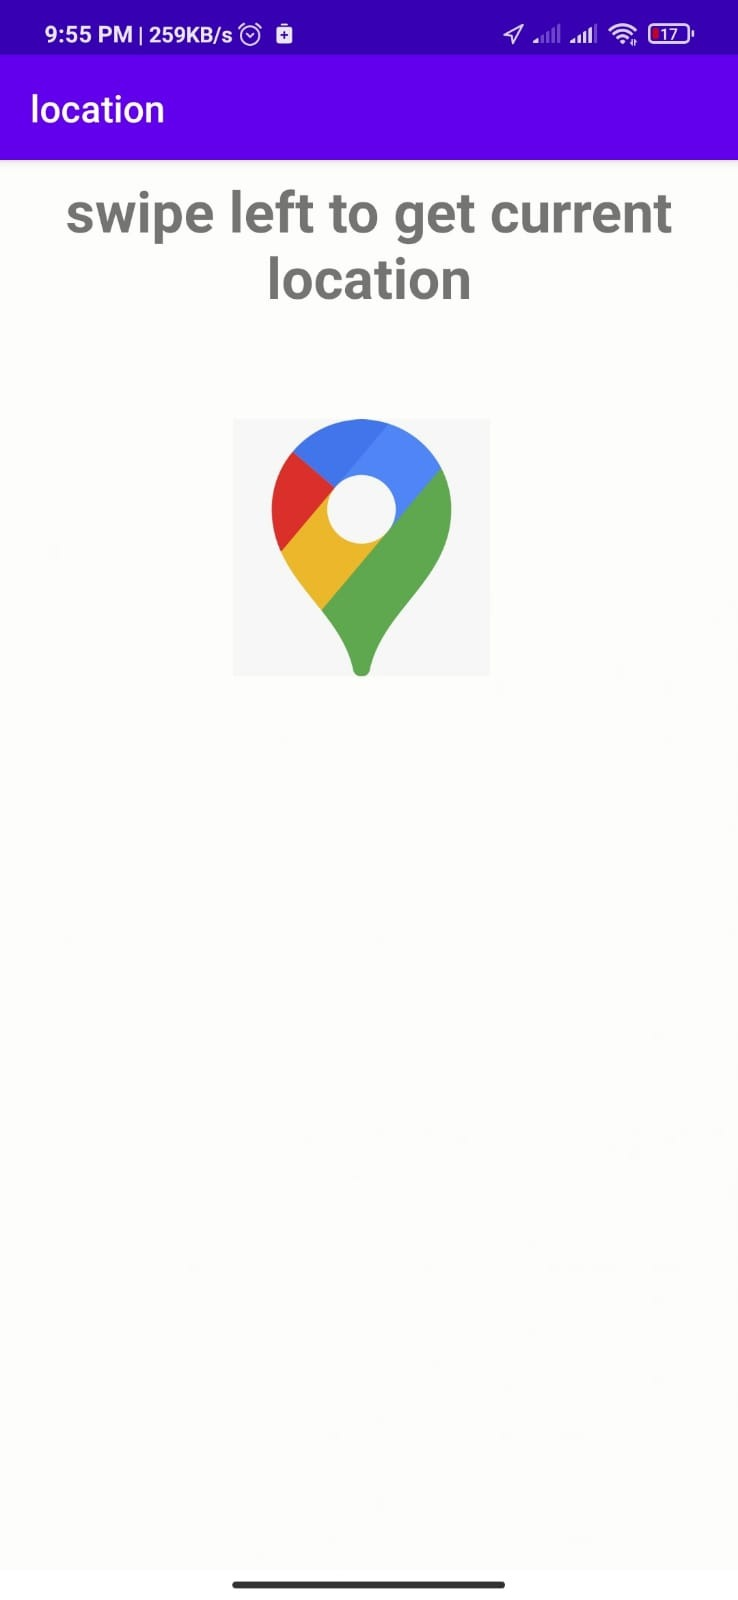 9:55 PM | 259KB/s
17
location
swipe left to get current
location